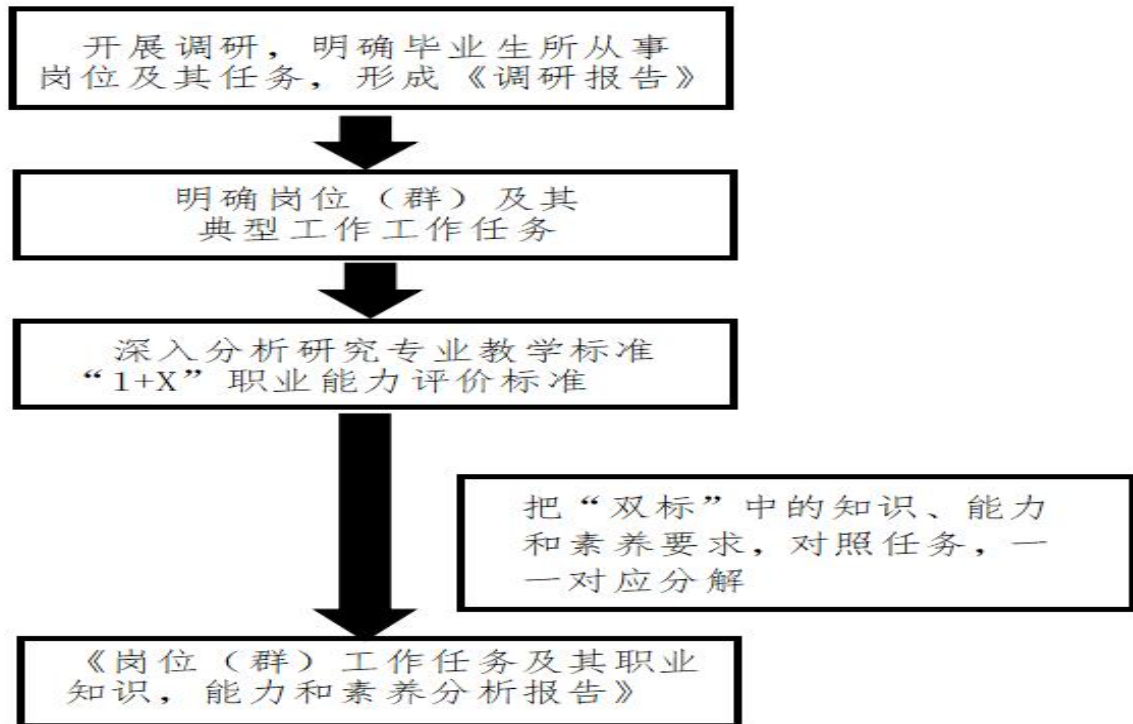 开展调研，明确毕业生所从事
岗位及其任务，形成《调研报告》
明确岗位（群）及其
典型工作工作任务
深入分析研究专业教学标准
“1+X”职业能力评价标准
把“双标”中的知识、能力
和素养要求，对照任务，一
一对应分解
《岗位（群）工作任务及其职业
知识，能力和素养分析报告》